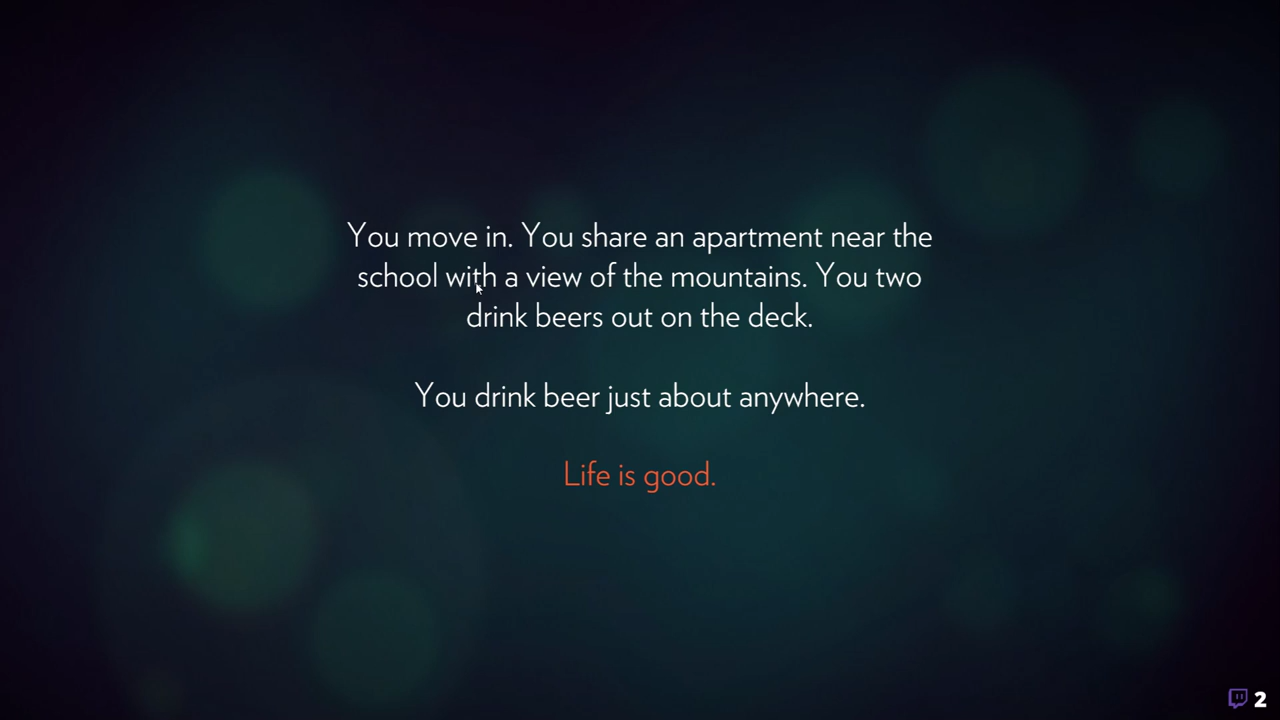 You move in. You share an apartment near the
school with a view of the mountains. You two
drink beers out on the deck.
You drink beer just about anywhere.
Life is good.
2